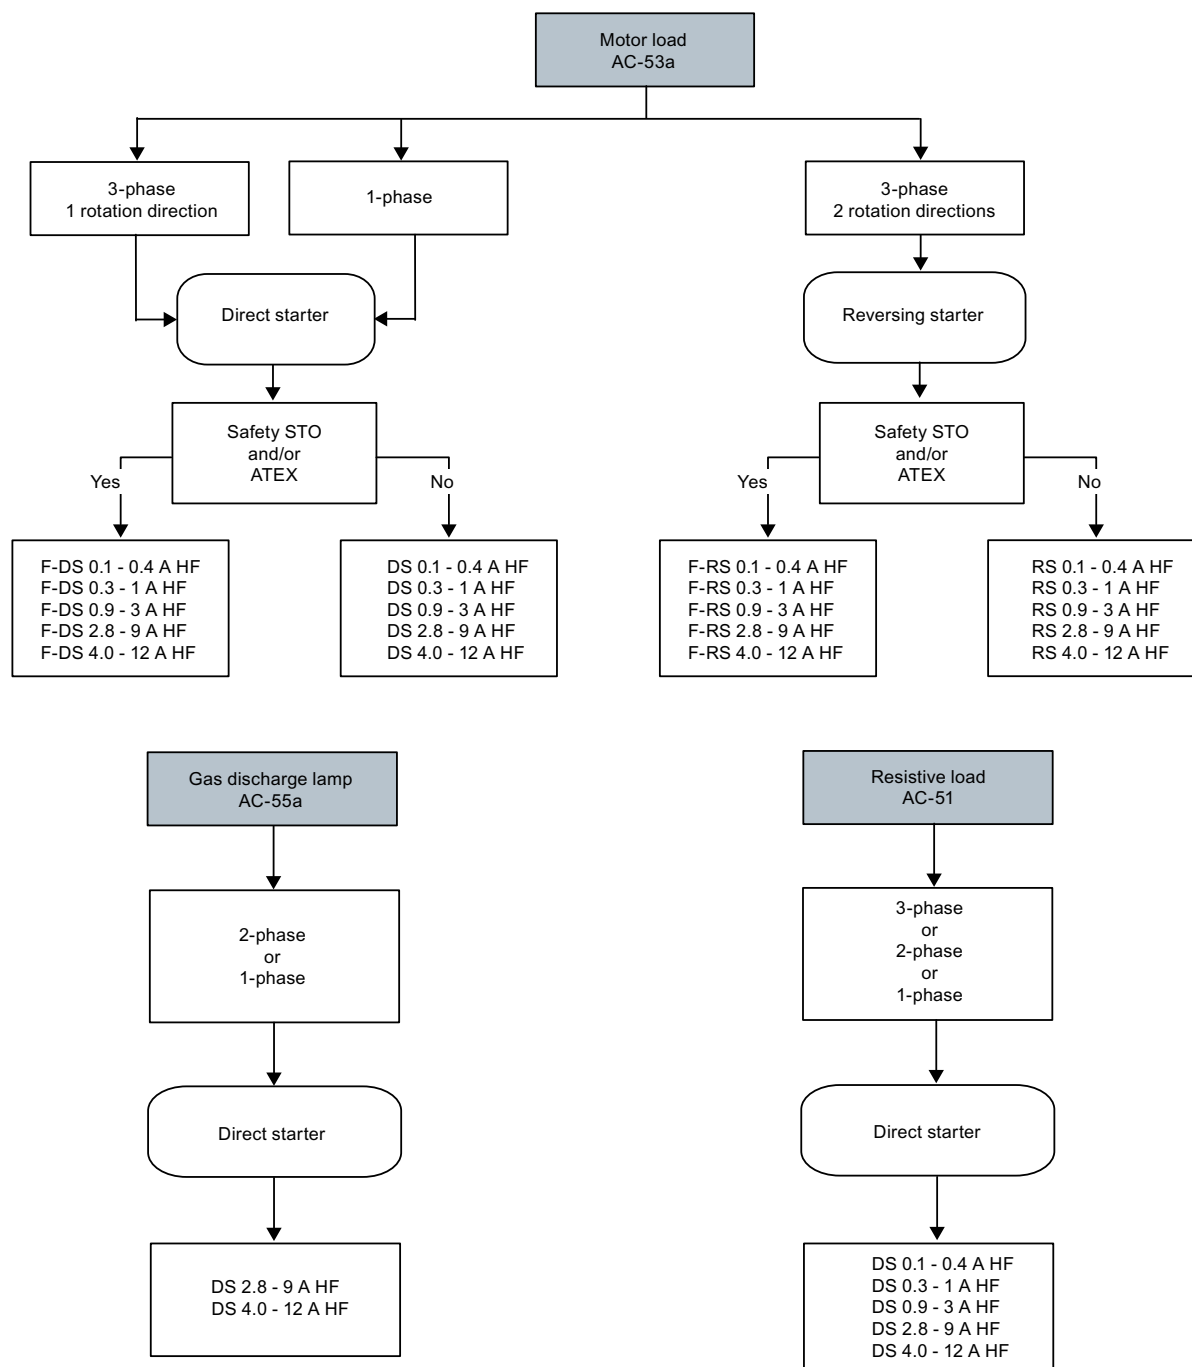 Motor load
AC-53a
3-phase
1 rotation direction
1-phase
3-phase
2 rotation directions
Direct starter
Reversing starter
Safety STO
and/or
ATEX
Yes
No
Safety STO
and/or
ATEX
Yes
No
F-DS 0.1 - 0.4 A HF
F-DS 0.3 - 1 A HF
F-DS 0.9 - 3 A HF
F-DS 2.8 - 9 A HF
F-DS 4.0 - 12 A HF
DS 0.1 - 0.4 A HF
DS 0.3 - 1 A HF
DS 0.9 - 3 A HF
DS 2.8 - 9 A HF
DS 4.0 - 12 A HF
F-RS 0.1 - 0.4 A HF
F-RS 0.3 - 1 A HF
F-RS 0.9 - 3 A HF
F-RS 2.8 - 9 A HF
F-RS 4.0 - 12 A HF
RS 0.1 - 0.4 A HF
RS 0.3 - 1 A HF
RS 0.9 - 3 A HF
RS 2.8 - 9 A HF
RS 4.0 - 12 A HF
Gas discharge lamp
AC-55a
2-phase
or
1-phase
Direct starter
DS 2.8 - 9 A HF
DS 4.0 - 12 A HF
Resistive load
AC-51
3-phase
or
2-phase
or
1-phase
Direct starter
DS 0.1 - 0.4 A HF
DS 0.3 - 1 A HF
DS 0.9 - 3 A HF
DS 2.8 - 9 A HF
DS 4.0 - 12 A HF